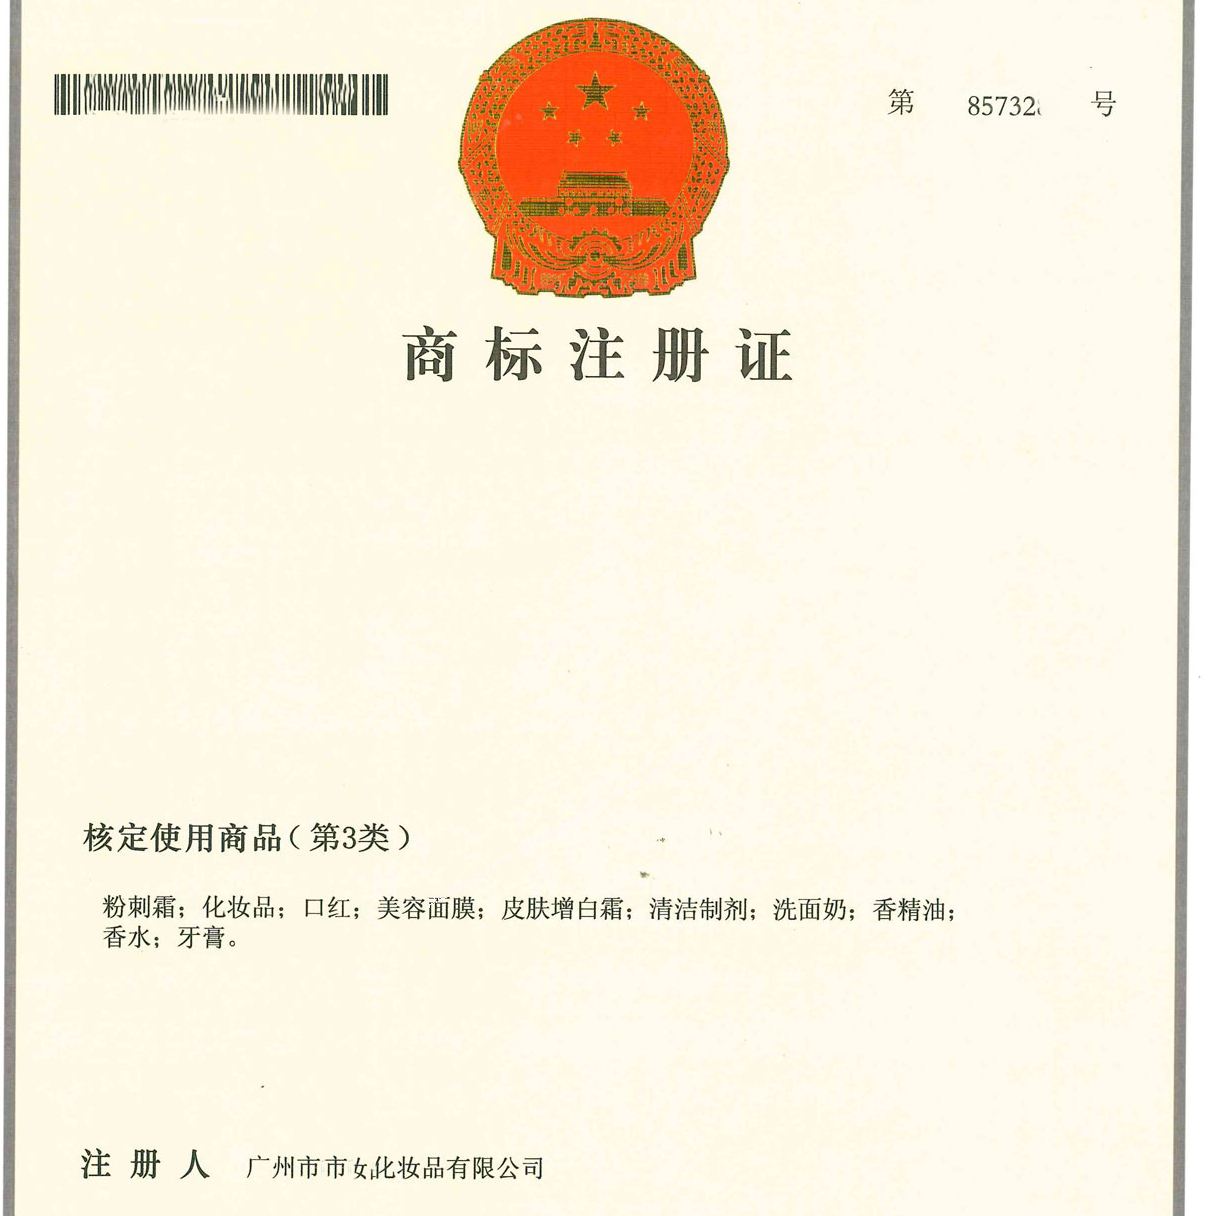 第 85732 号
商标注册证
核定使用商品（第3类）
粉刺霜；化妆品；口红；美容面膜；皮肤增白霜；清洁制剂；洗面奶；香精油；
香水；牙膏。
注册人 广州市市化妆品有限公司